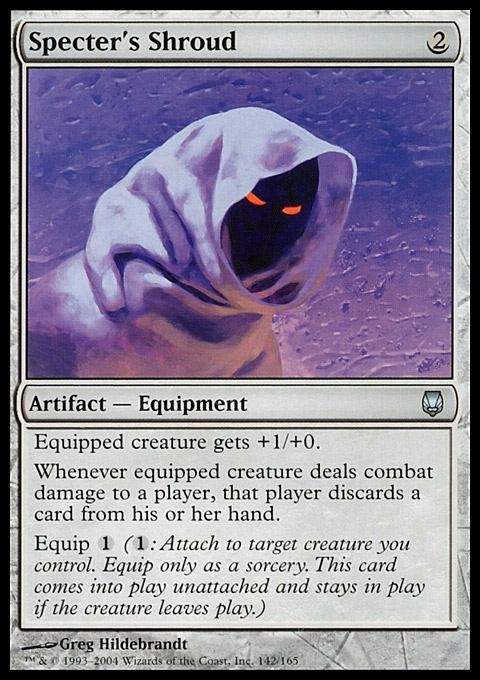 Specter's Shroud 2
Artifact — Equipment
Equipped creature gets +1/+0.
Whenever equipped creature deals combat
damage to a player, that player discards a
card from his or her hand.
Equip 1 (1: Attach to target creature you
control. Equip only as a sorcery. This card
comes into play unattached and stays in play
if the creature leaves play.)
Greg Hildebrandt
™ & © 1993–2004 Wizards of the Coast, Inc. 142/165